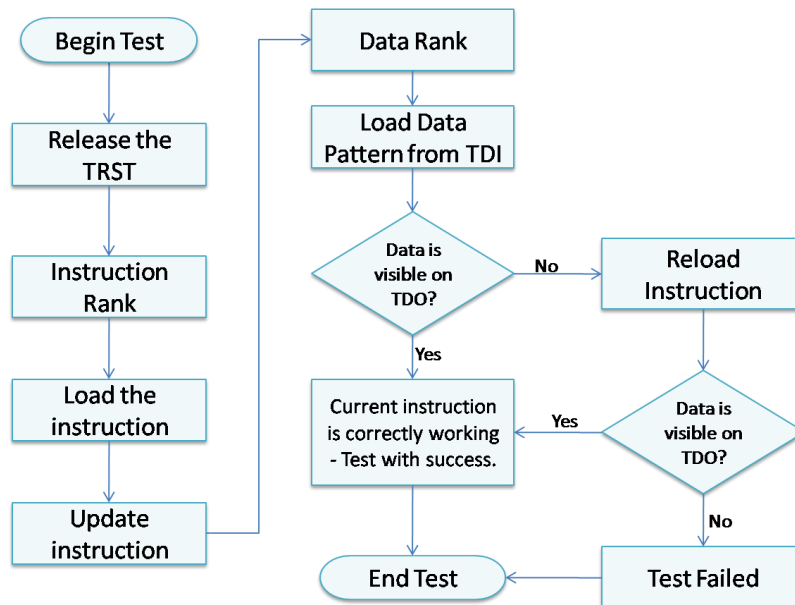 Begin Test
Release the
TRST
Instruction
Rank
Load the
instruction
Update
instruction
Data Rank
Load Data
Pattern from TDI
Data is
visible on
TDO?
No
Yes
Reload
Instruction
Data is
visible on
TDO?
Yes
No
Current instruction
is correctly working
- Test with success.
Test Failed
End Test